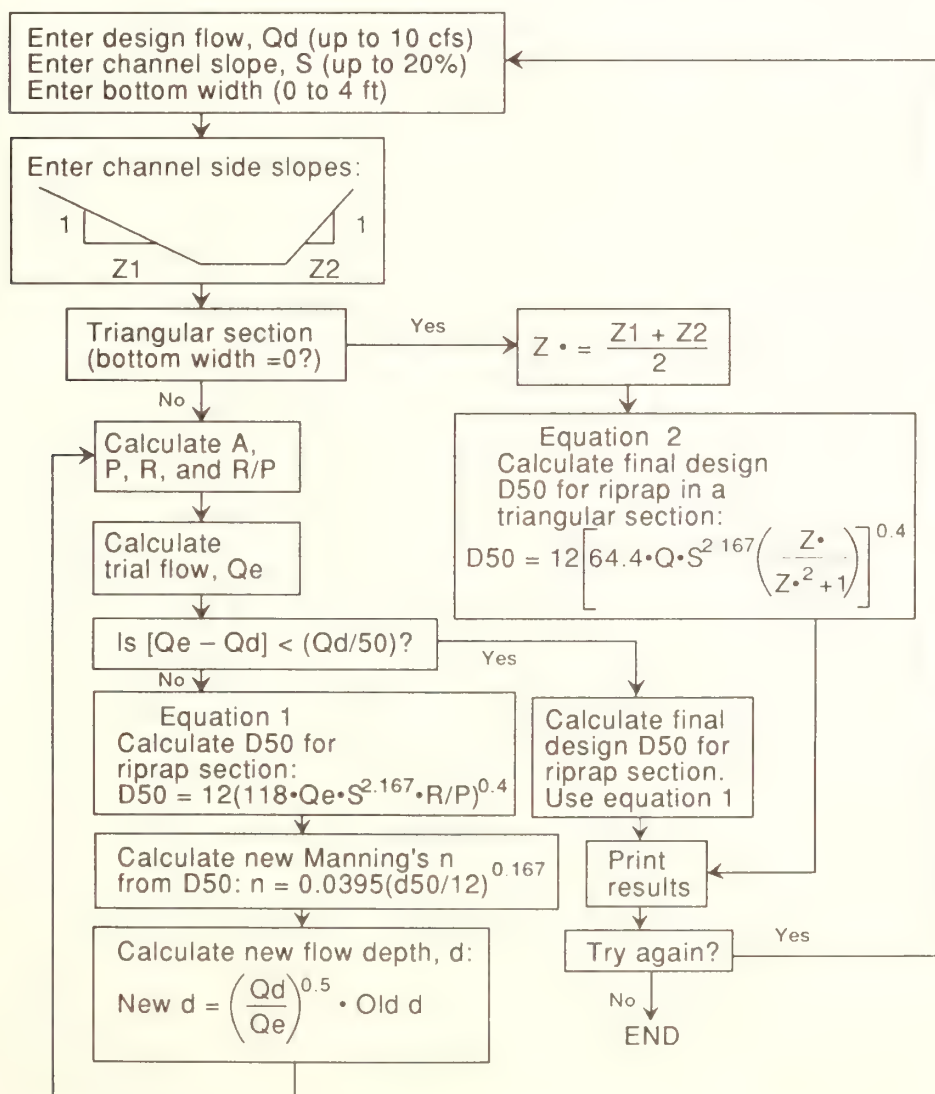 Enter design flow, Qd (up to 10 cfs)
Enter channel slope, S (up to 20%)
Enter bottom width (0 to 4 ft)
Enter channel side slopes:
1
1
Z1
Z2
Triangular section
(bottom width =0?)
Yes
No
Z• = (Z1 + Z2)/2
Equation 2
Calculate final design
D50 for riprap in a
triangular section:
D50 = 12[64.4•Q•S^2.167(Z•/(Z•^2+1))]^0.4
Calculate A,
P, R, and R/P
Calculate
trial flow, Qe
Is [Qe – Qd] < (Qd/50)?
Yes
No
Equation 1
Calculate D50 for
riprap section:
D50 = 12(118•Qe•S^2.167•R/P)^0.4
Calculate final
design D50 for
riprap section.
Use equation 1
Calculate new Manning's n
from D50: n = 0.0395(d50/12)^0.167
Print
results
Calculate new flow depth, d:
New d = (Qd/Qe)^0.5 • Old d
Try again?
Yes
No
END